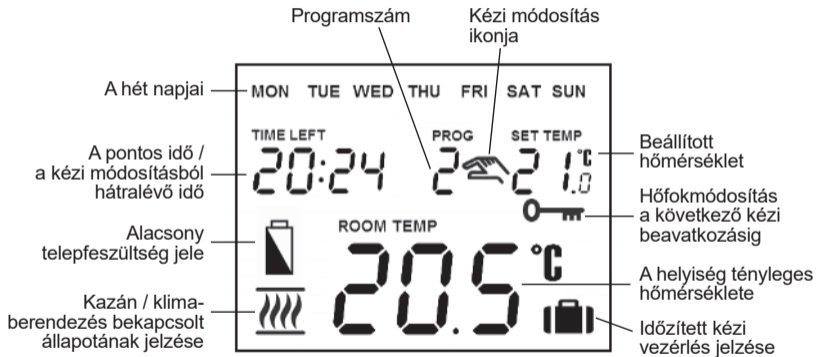 Programszám
Kézi módosítás
ikonja
A hét napjai
MON TUE WED THU FRI SAT SUN
TIME LEFT PROG SET TEMP
A pontos idő /
a kézi módosításból
hátralévő idő
20:24 2 21.0 °C
Beállított
hőmérséklet
Hőfokmódosítás
a következő kézi
beavatkozásig
Alacsony
telepfeszültség jele
ROOM TEMP
20.5 °C
A helyiség tényleges
hőmérséklete
Kazán / klíma-
berendezés bekapcsolt
állapotának jelzése
Időzített kézi
vezérlés jelzése